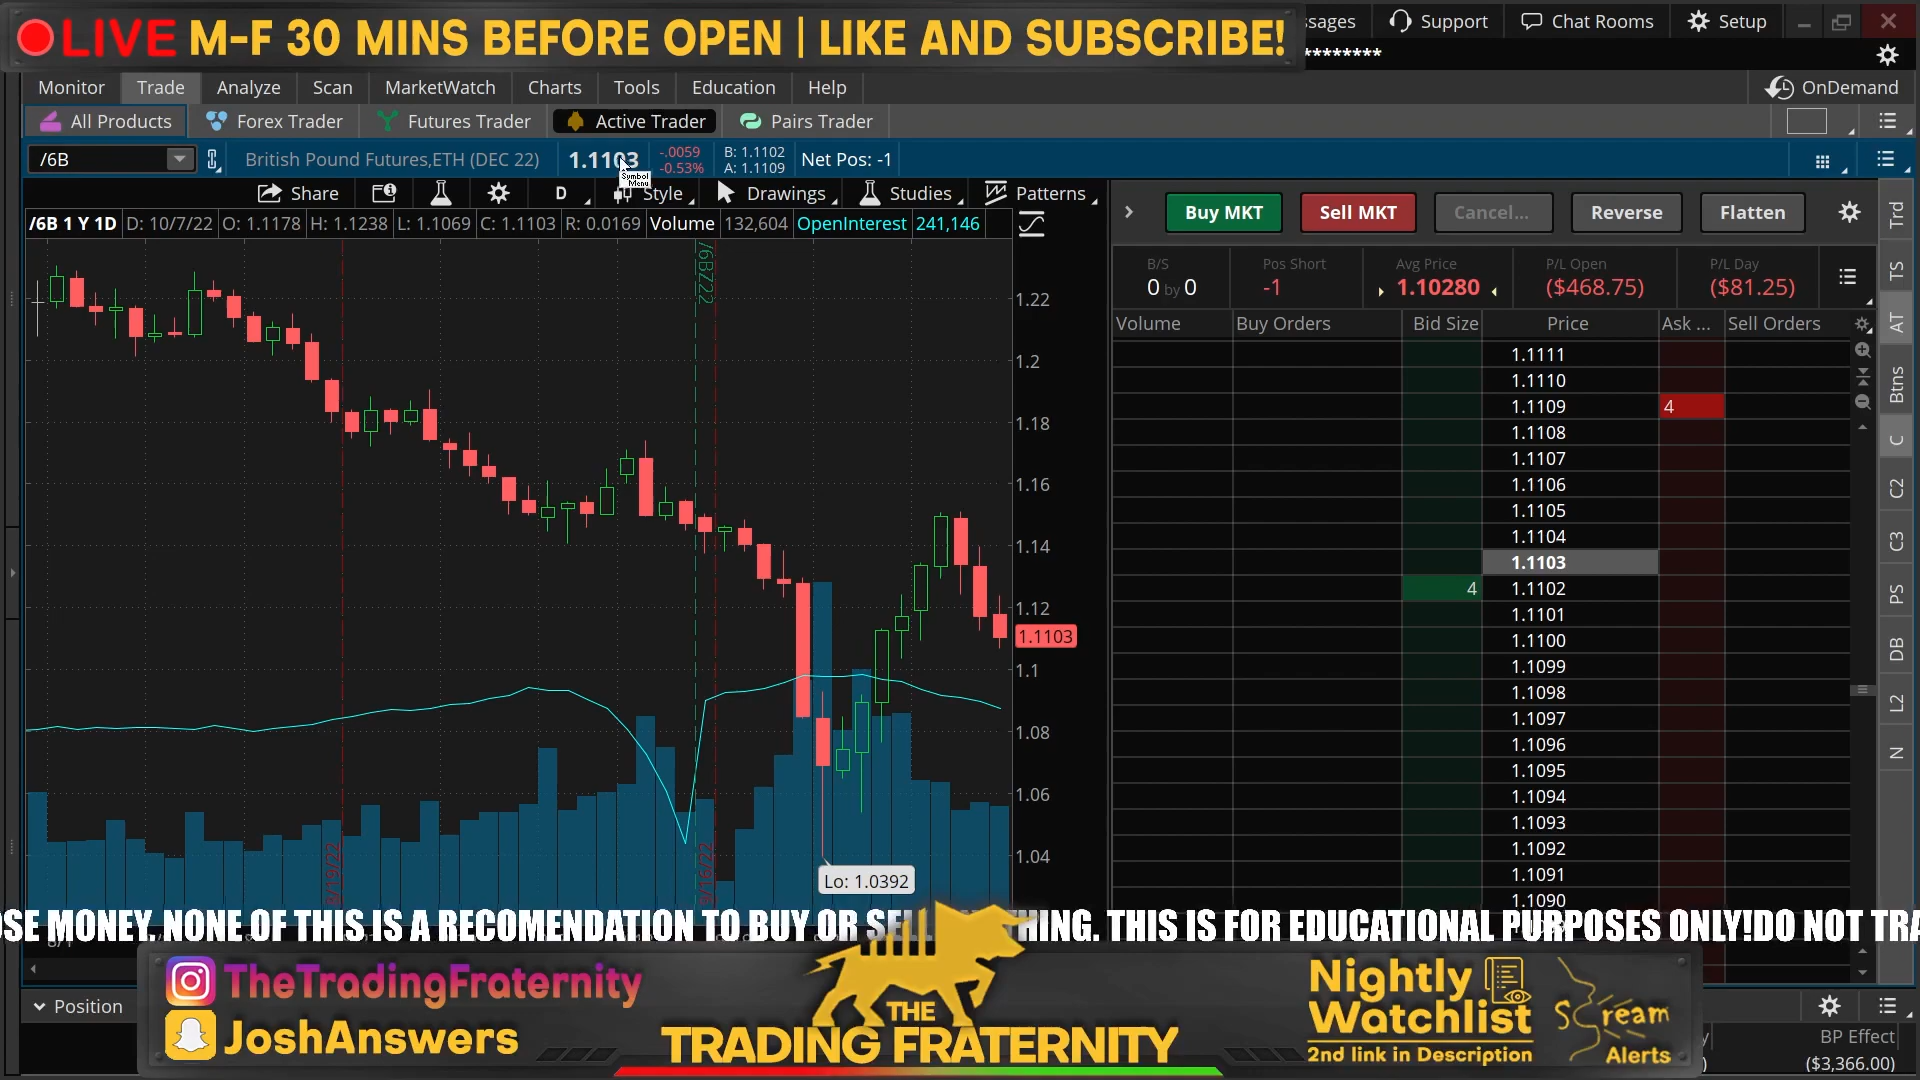 LIVE M-F 30 MINS BEFORE OPEN | LIKE AND SUBSCRIBE!
Support Chat Rooms Setup
********
Monitor Trade Analyze Scan MarketWatch Charts Tools Education Help OnDemand
All Products Forex Trader Futures Trader Active Trader Pairs Trader
/6B British Pound Futures,ETH (DEC 22) 1.1103 -.0059 -0.53% B: 1.1102 A: 1.1109 Net Pos: -1
Symbol Menu
Share D Style Drawings Studies Patterns
/6B 1 Y 1D D: 10/7/22 O: 1.1178 H: 1.1238 L: 1.1069 C: 1.1103 R: 0.0169 Volume 132,604 OpenInterest 241,146
/6BZ22
1.22
1.2
1.18
1.16
1.14
1.12
1.1103
1.1
1.08
1.06
1.04
Lo: 1.0392
9/16/22
Buy MKT Sell MKT Cancel... Reverse Flatten
B/S Pos Short Avg Price P/L Open P/L Day
0 by 0 -1 1.10280 ($468.75) ($81.25)
Volume Buy Orders Bid Size Price Ask ... Sell Orders
1.1111
1.1110
1.1109 4
1.1108
1.1107
1.1106
1.1105
1.1104
1.1103
4 1.1102
1.1101
1.1100
1.1099
1.1098
1.1097
1.1096
1.1095
1.1094
1.1093
1.1092
1.1091
1.1090
Trd
TS
AT
Btns
C
C2
C3
PS
DB
L2
N
MONEY. NONE OF THIS IS A RECOMENDATION TO BUY OR THIS IS FOR EDUCATIONAL PURPOSES ONLY!DO NOT
Position
TheTradingFraternity
JoshAnswers
THE
TRADING FRATERNITY
Nightly
Watchlist
2nd link in Description
Scream
Alerts
BP Effect
($3,366.00)